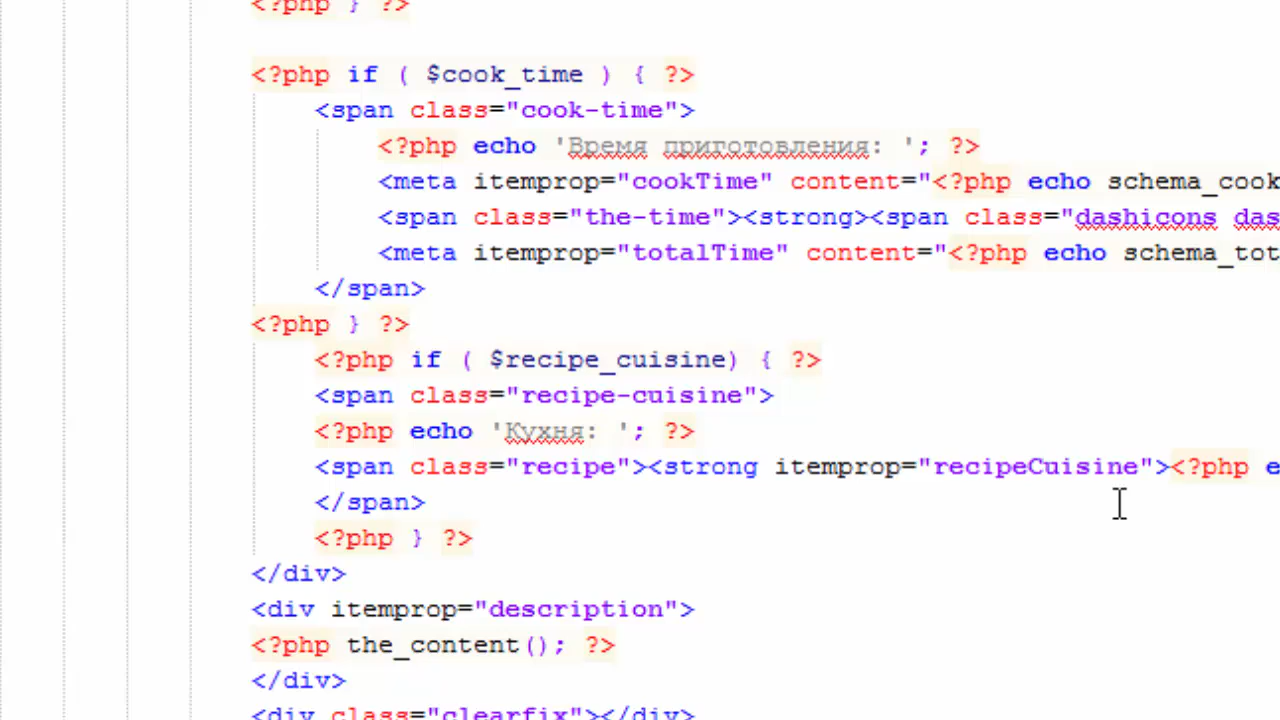 <?php } ?>
<?php if ( $cook_time ) { ?>
<span class="cook-time">
<?php echo 'Время приготовления: '; ?>
<meta itemprop="cookTime" content="<?php echo schema_cook
<span class="the-time"><strong><span class="dashicons das
<meta itemprop="totalTime" content="<?php echo schema_tot
</span>
<?php } ?>
<?php if ( $recipe_cuisine) { ?>
<span class="recipe-cuisine">
<?php echo 'Кухня: '; ?>
<span class="recipe"><strong itemprop="recipeCuisine"><?php e
</span>
<?php } ?>
</div>
<div itemprop="description">
<?php the_content(); ?>
</div>
<div class="clearfix"></div>